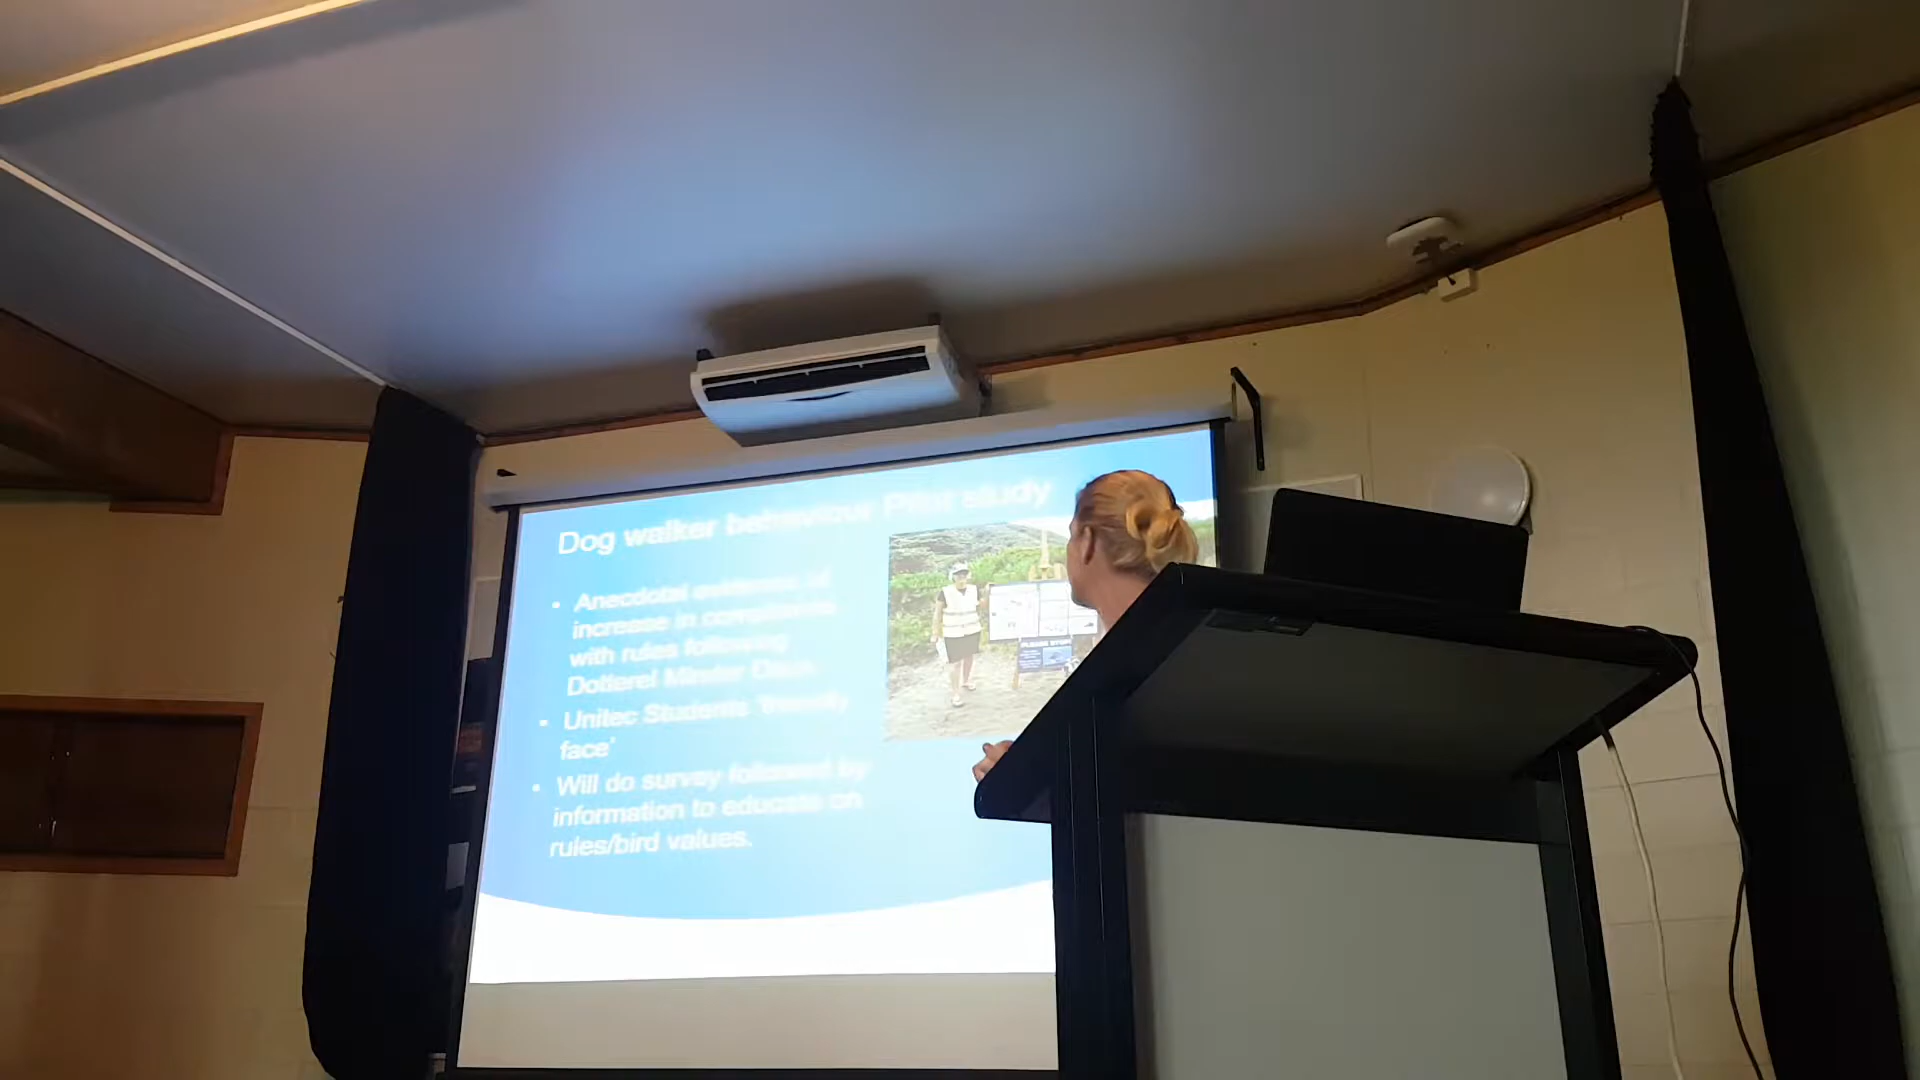 Dog walker behaviour Pilot study
• Anecdotal evidence of
increase in compliance
with rules following
Dotterel Minder Days.
• Unitec Students 'friendly
face'
• Will do survey followed by
information to educate on
rules/bird values.